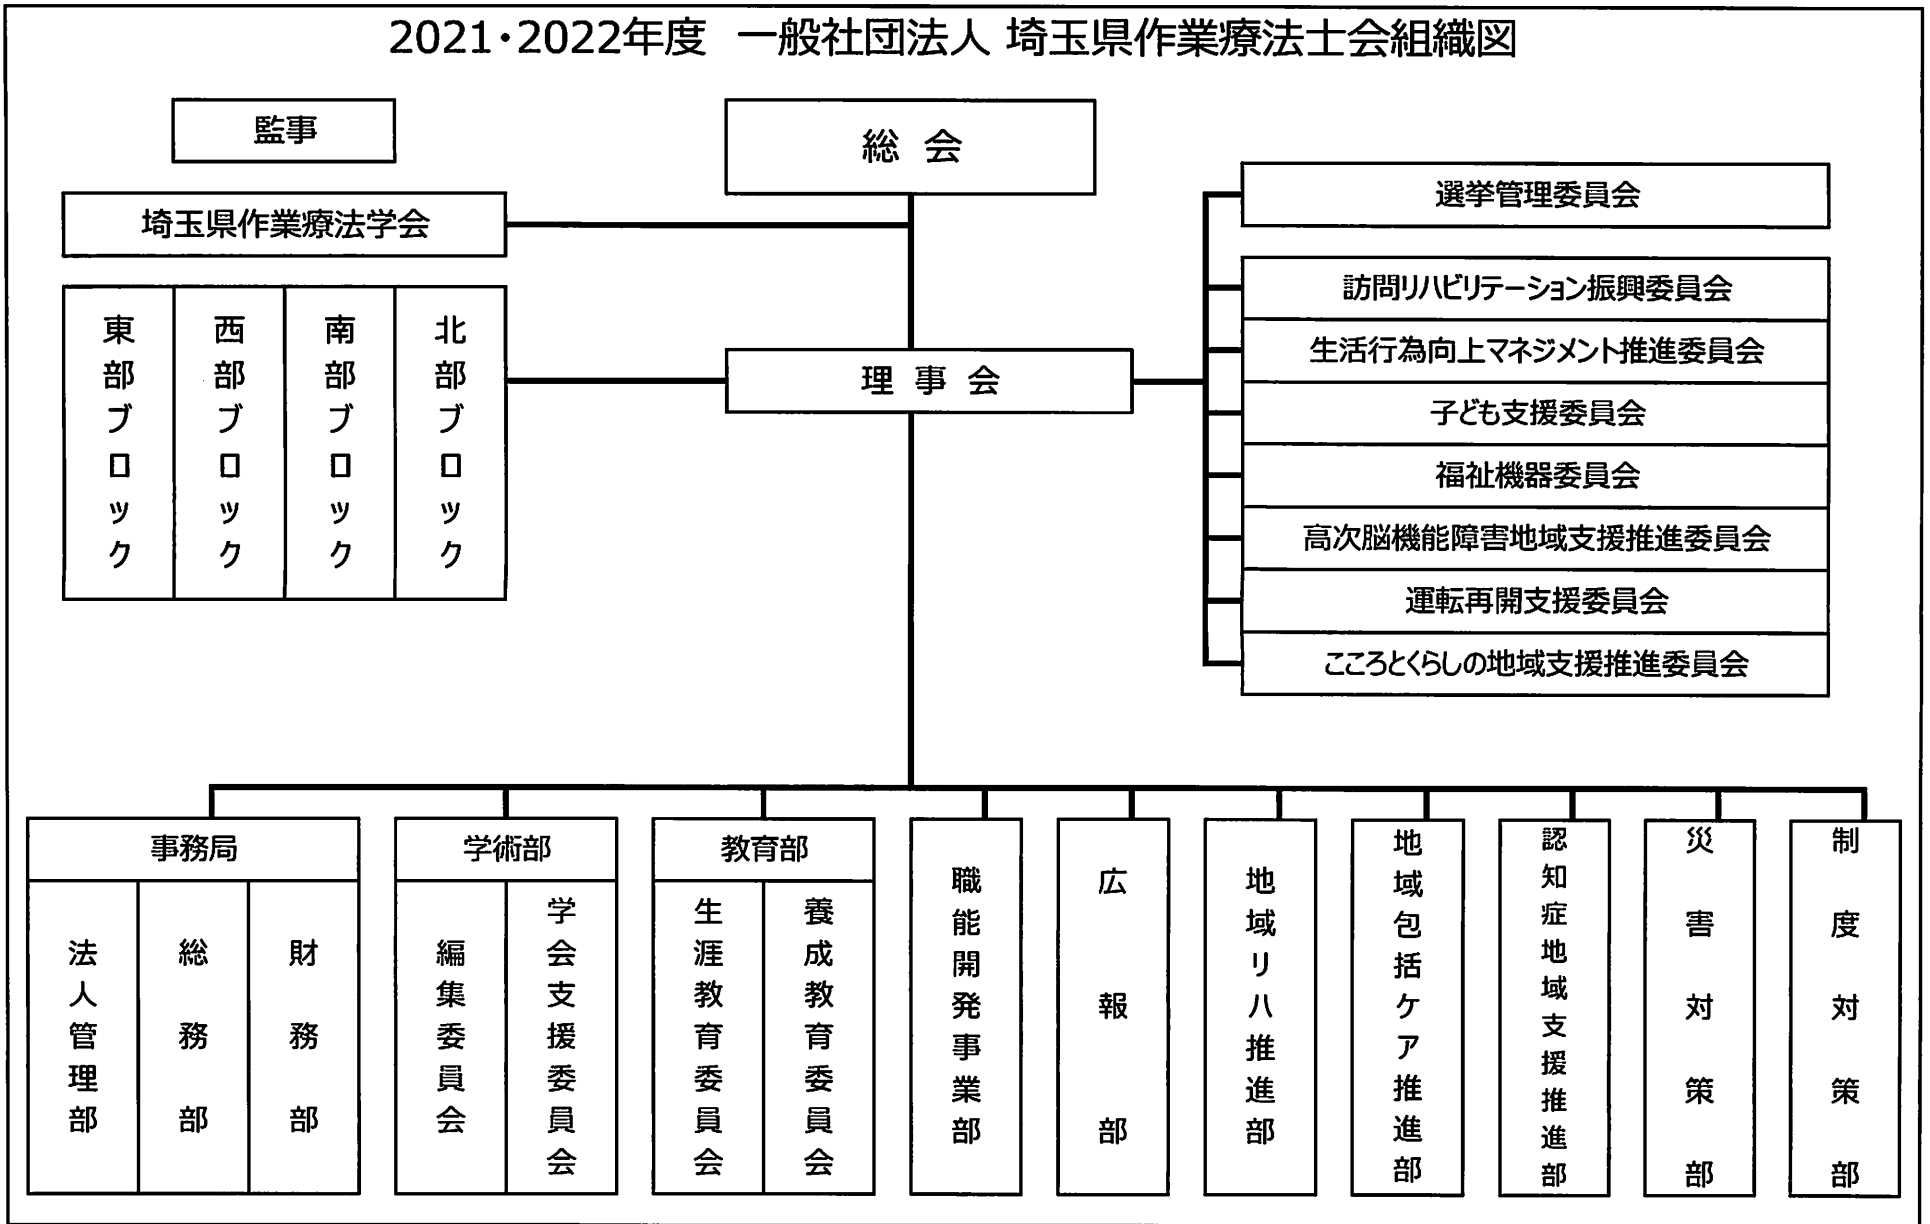 2021・2022年度 一般社団法人 埼玉県作業療法士会組織図
監事
総会
埼玉県作業療法学会
東部ブロック
西部ブロック
南部ブロック
北部ブロック
理事会
選挙管理委員会
訪問リハビリテーション振興委員会
生活行為向上マネジメント推進委員会
子ども支援委員会
福祉機器委員会
高次脳機能障害地域支援推進委員会
運転再開支援委員会
こころとくらしの地域支援推進委員会
事務局
法人管理部
総務部
財務部
学術部
編集委員会
学会支援委員会
教育部
生涯教育委員会
養成教育委員会
職能開発事業部
広報部
地域リハ推進部
地域包括ケア推進部
認知症地域支援推進部
災害対策部
制度対策部